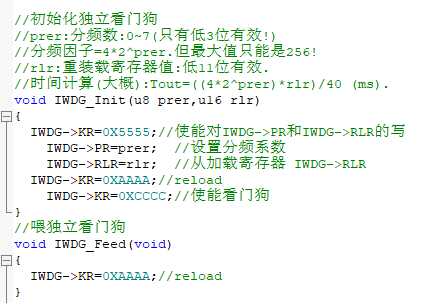 //初始化独立看门狗
//prer:分频数:0~7(只有低3位有效!)
//分频因子=4*2^prer.但最大值只能是256!
//rlr:重装载寄存器值:低11位有效.
//时间计算(大概):Tout=((4*2^prer)*rlr)/40 (ms).
void IWDG_Init(u8 prer,u16 rlr)
{
IWDG->KR=0X5555;//使能对IWDG->PR和IWDG->RLR的写
IWDG->PR=prer; //设置分频系数
IWDG->RLR=rlr; //从加载寄存器 IWDG->RLR
IWDG->KR=0XAAAA;//reload
IWDG->KR=0XCCCC;//使能看门狗
}
//喂独立看门狗
void IWDG_Feed(void)
{
IWDG->KR=0XAAAA;//reload
}